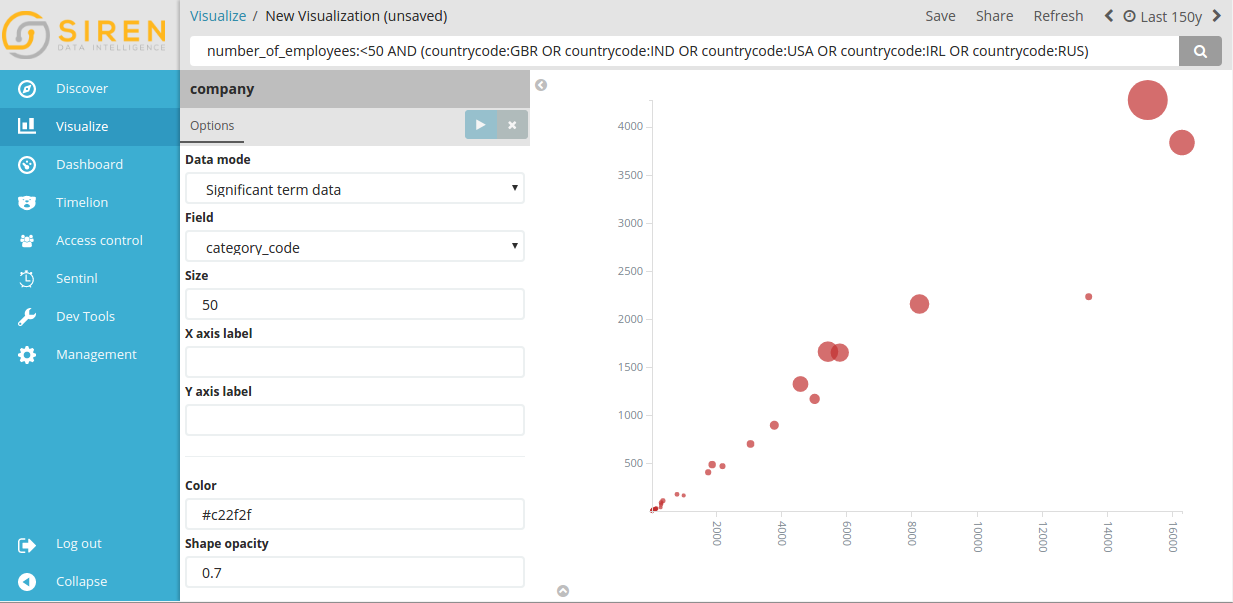 SIREN
DATA INTELLIGENCE
Visualize / New Visualization (unsaved)
Save Share Refresh Last 150y
number_of_employees:<50 AND (countrycode:GBR OR countrycode:IND OR countrycode:USA OR countrycode:IRL OR countrycode:RUS)
Discover
Visualize
Dashboard
Timelion
Access control
Sentinl
Dev Tools
Management
Log out
Collapse
company
Options
Data mode
Significant term data
Field
category_code
Size
50
X axis label
Y axis label
Color
#c22f2f
Shape opacity
0.7
4000
3500
3000
2500
2000
1500
1000
500
2000 4000 6000 8000 10000 12000 14000 16000